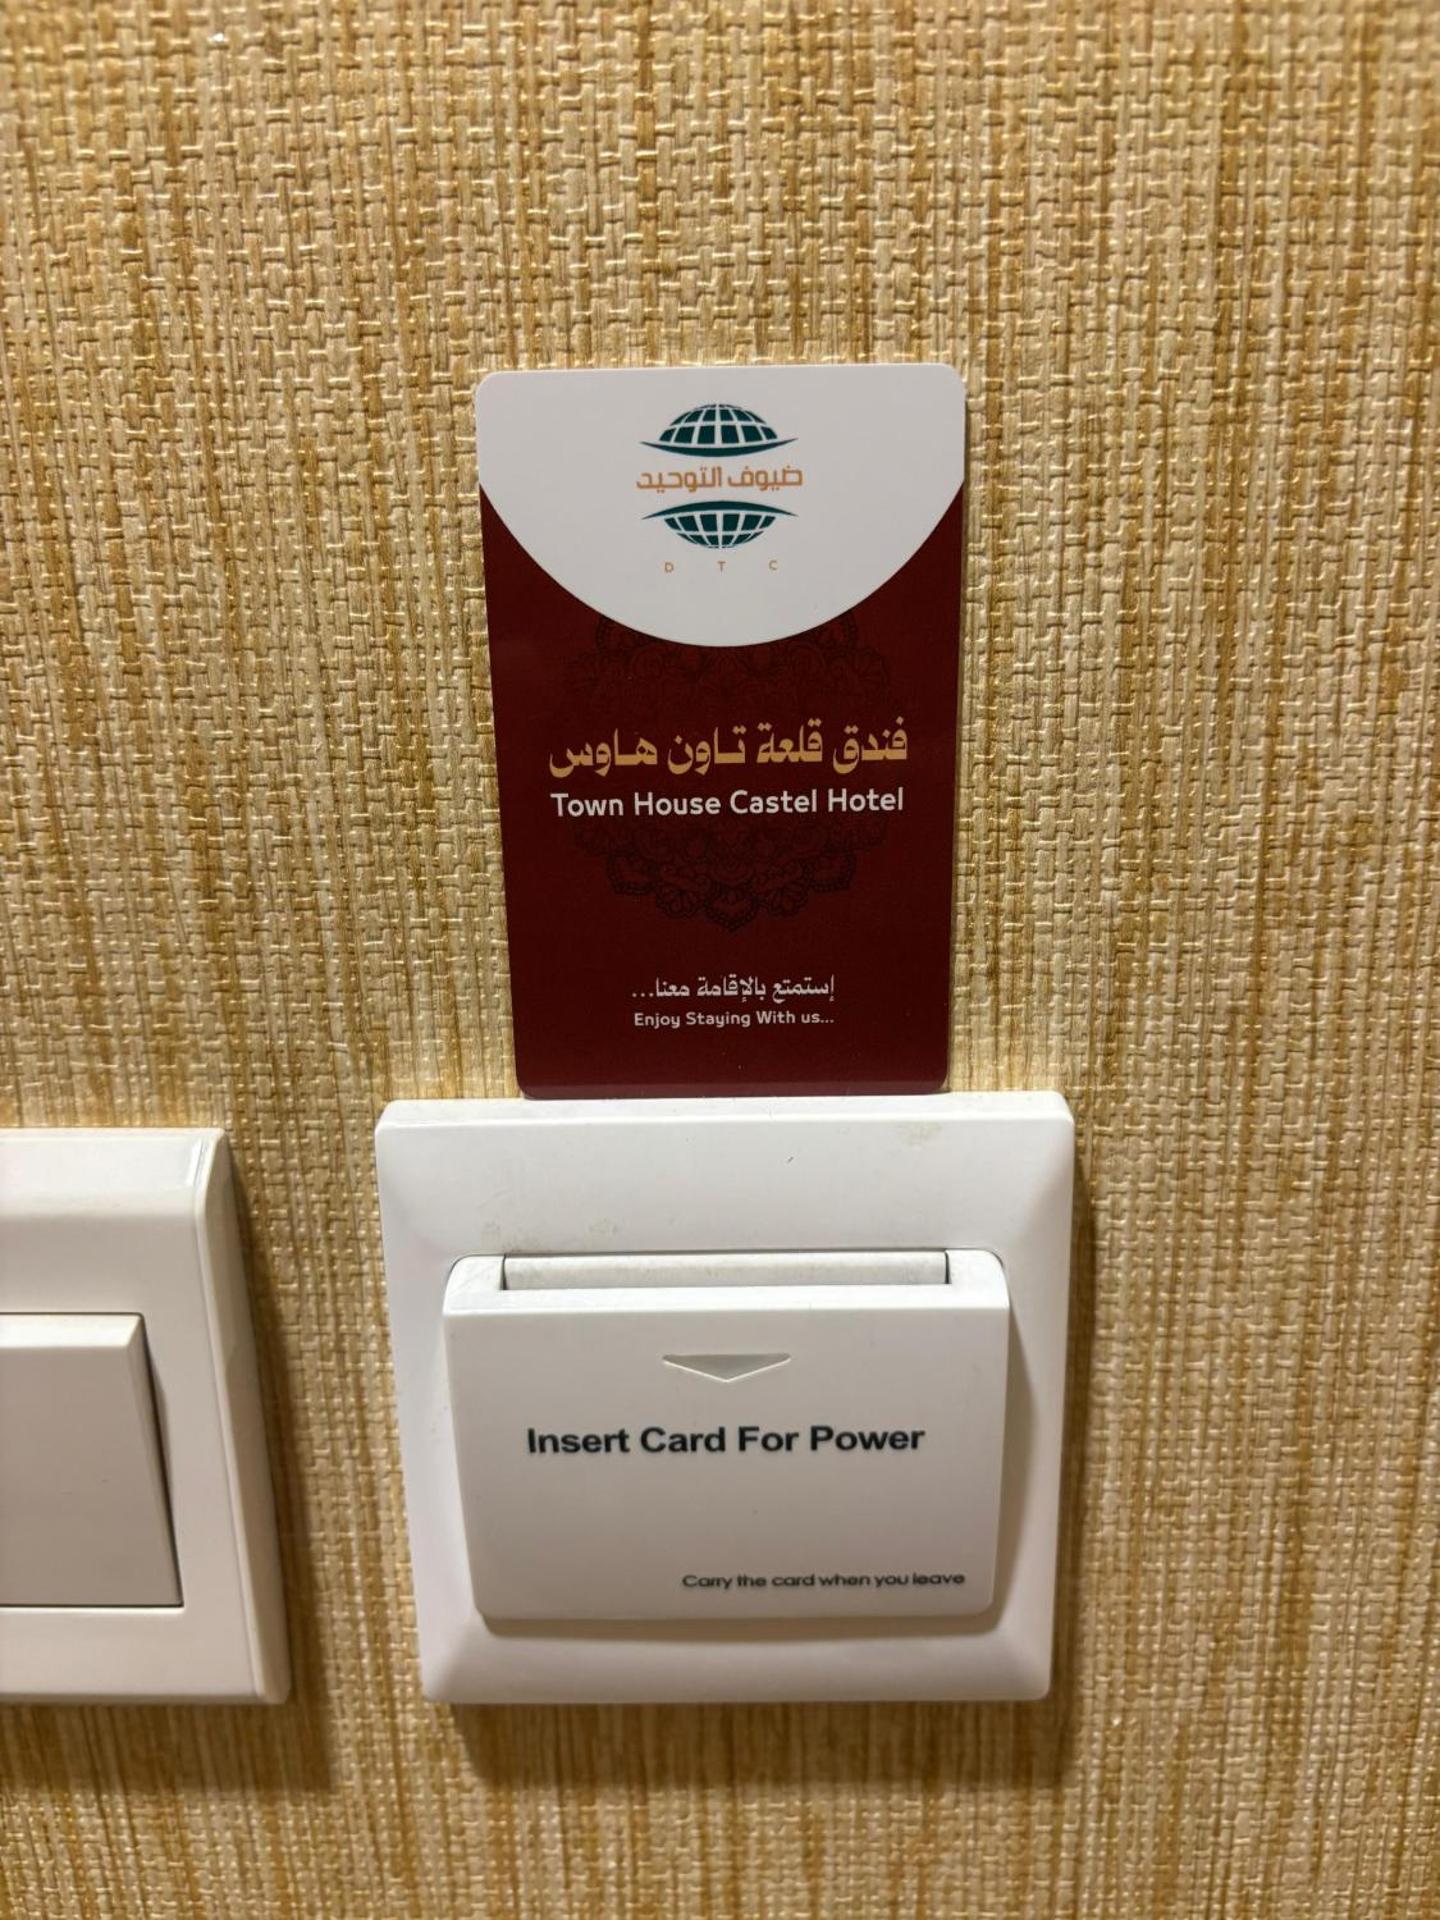 ضيوف التوحيد
D T C
فندق قلعة تاون هاوس
Town House Castel Hotel
إستمتع بالإقامة معنا...
Enjoy Staying With us...
Insert Card For Power
Carry the card when you leave